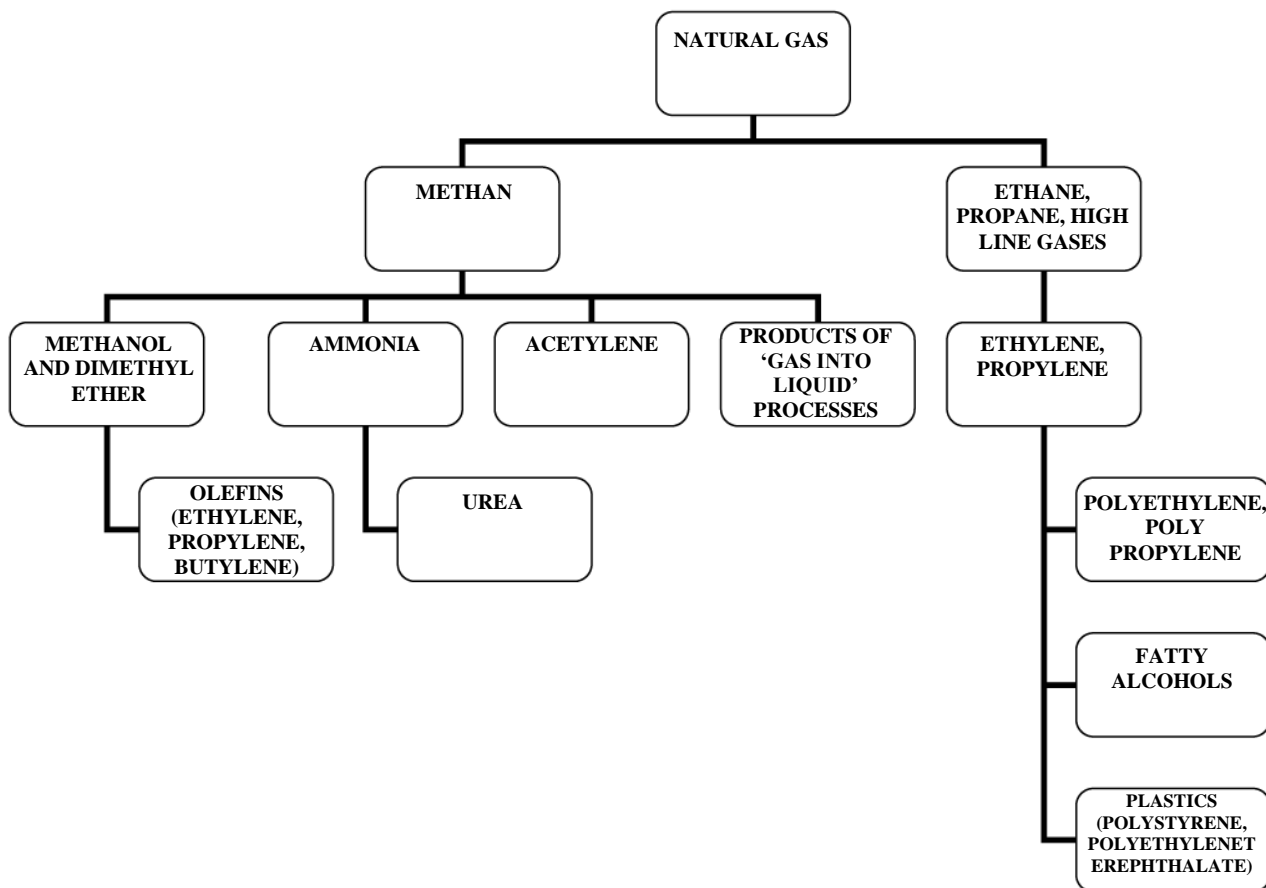 NATURAL GAS
METHAN
ETHANE,
PROPANE, HIGH
LINE GASES
METHANOL
AND DIMETHYL
ETHER
AMMONIA
ACETYLENE
PRODUCTS OF
‘GAS INTO
LIQUID’
PROCESSES
ETHYLENE,
PROPYLENE
OLEFINS
(ETHYLENE,
PROPYLENE,
BUTYLENE)
UREA
POLYETHYLENE,
POLY
PROPYLENE
FATTY
ALCOHOLS
PLASTICS
(POLYSTYRENE,
POLYETHYLENET
EREPHTHALATE)